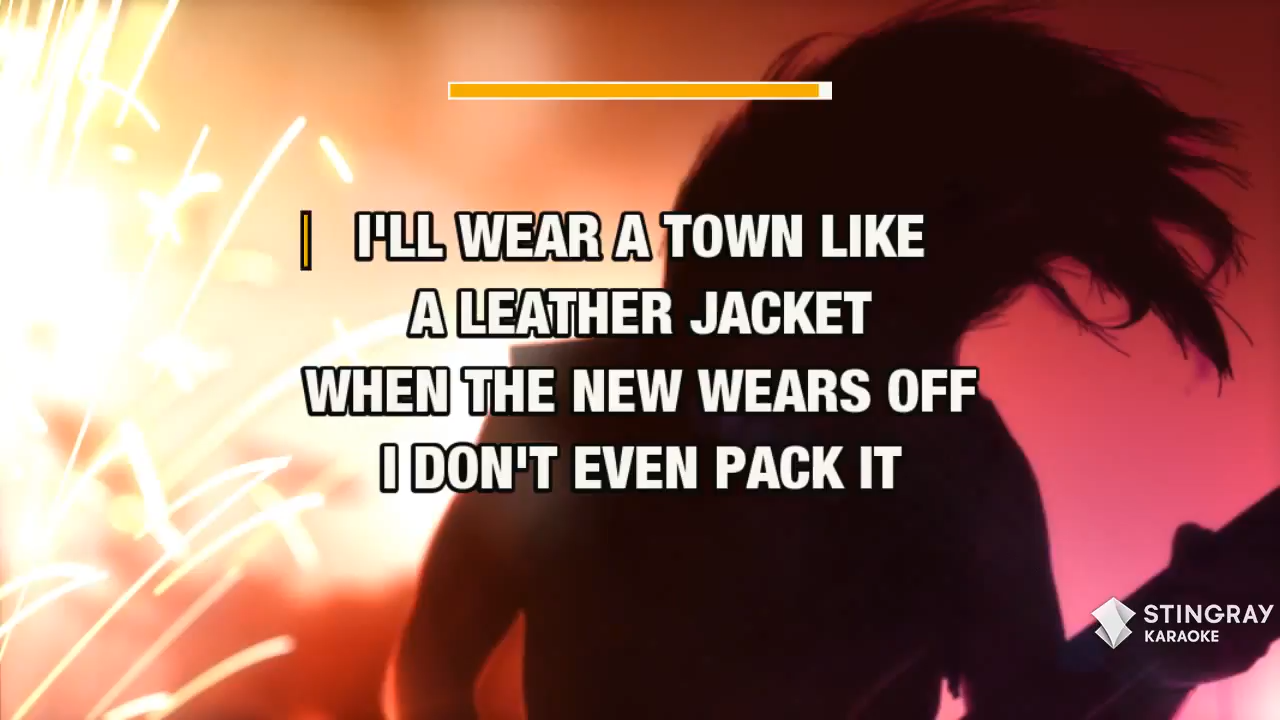 I'LL WEAR A TOWN LIKE
A LEATHER JACKET
WHEN THE NEW WEARS OFF
I DON'T EVEN PACK IT
STINGRAY
KARAOKE